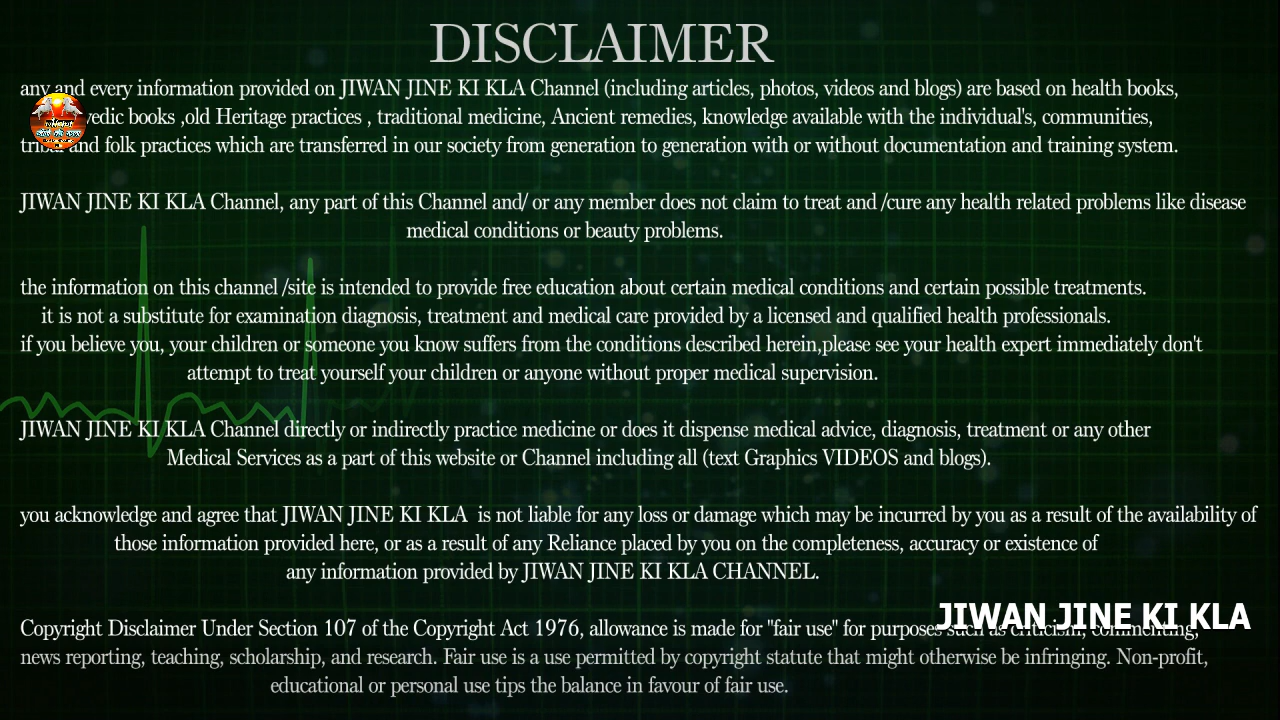 DISCLAIMER
any and every information provided on JIWAN JINE KI KLA Channel (including articles, photos, videos and blogs) are based on health books,
vedic books ,old Heritage practices , traditional medicine, Ancient remedies, knowledge available with the individual's, communities,
tribal and folk practices which are transferred in our society from generation to generation with or without documentation and training system.
JIWAN JINE KI KLA Channel, any part of this Channel and/ or any member does not claim to treat and /cure any health related problems like disease
medical conditions or beauty problems.
the information on this channel /site is intended to provide free education about certain medical conditions and certain possible treatments.
it is not a substitute for examination diagnosis, treatment and medical care provided by a licensed and qualified health professionals.
if you believe you, your children or someone you know suffers from the conditions described herein,please see your health expert immediately don't
attempt to treat yourself your children or anyone without proper medical supervision.
JIWAN JINE KI KLA Channel directly or indirectly practice medicine or does it dispense medical advice, diagnosis, treatment or any other
Medical Services as a part of this website or Channel including all (text Graphics VIDEOS and blogs).
you acknowledge and agree that JIWAN JINE KI KLA is not liable for any loss or damage which may be incurred by you as a result of the availability of
those information provided here, or as a result of any Reliance placed by you on the completeness, accuracy or existence of
any information provided by JIWAN JINE KI KLA CHANNEL.
JIWAN JINE KI KLA
Copyright Disclaimer Under Section 107 of the Copyright Act 1976, allowance is made for "fair use" for purposes such as criticism, commenting,
news reporting, teaching, scholarship, and research. Fair use is a use permitted by copyright statute that might otherwise be infringing. Non-profit,
educational or personal use tips the balance in favour of fair use.